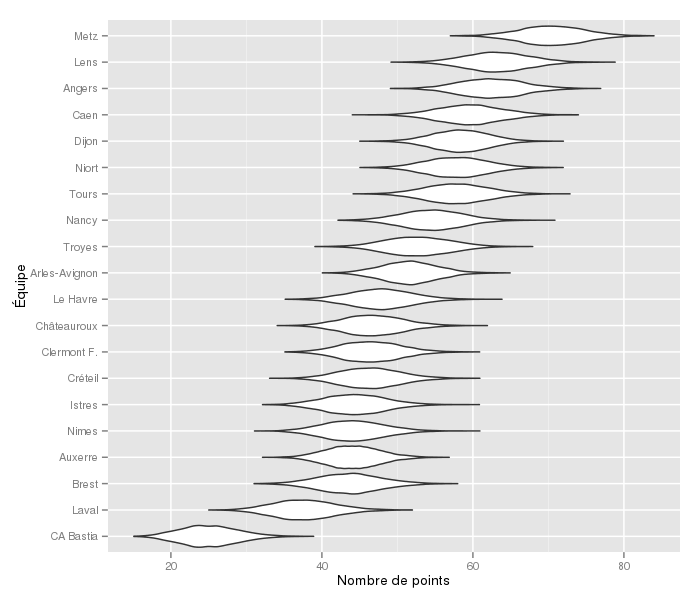 Équipe
Metz
Lens
Angers
Caen
Dijon
Niort
Tours
Nancy
Troyes
Arles-Avignon
Le Havre
Châteauroux
Clermont F.
Créteil
Istres
Nimes
Auxerre
Brest
Laval
CA Bastia
20 40 60 80
Nombre de points